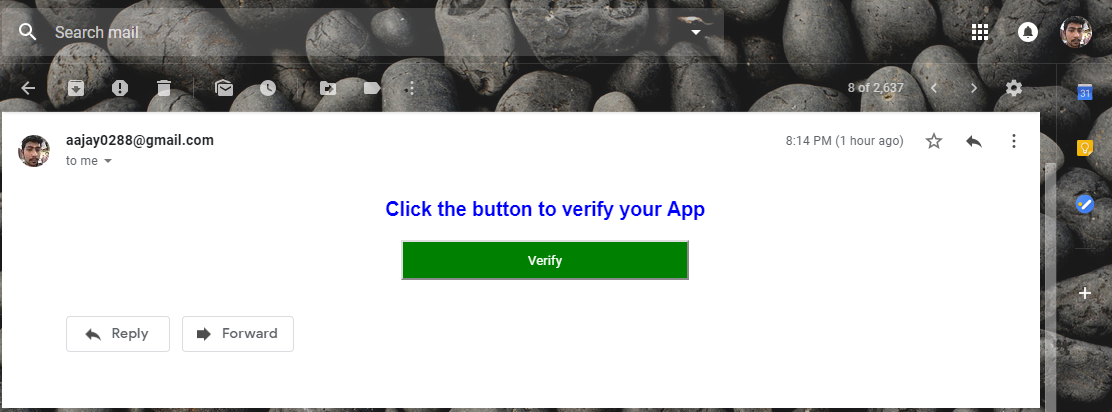 Search mail
8 of 2,637
31
aajay0288@gmail.com
8:14 PM (1 hour ago)
to me
Click the button to verify your App
Verify
Reply
Forward